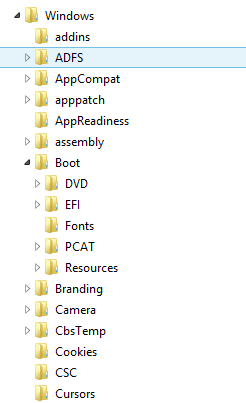 Windows
addins
ADFS
AppCompat
apppatch
AppReadiness
assembly
Boot
DVD
EFI
Fonts
PCAT
Resources
Branding
Camera
CbsTemp
Cookies
CSC
Cursors